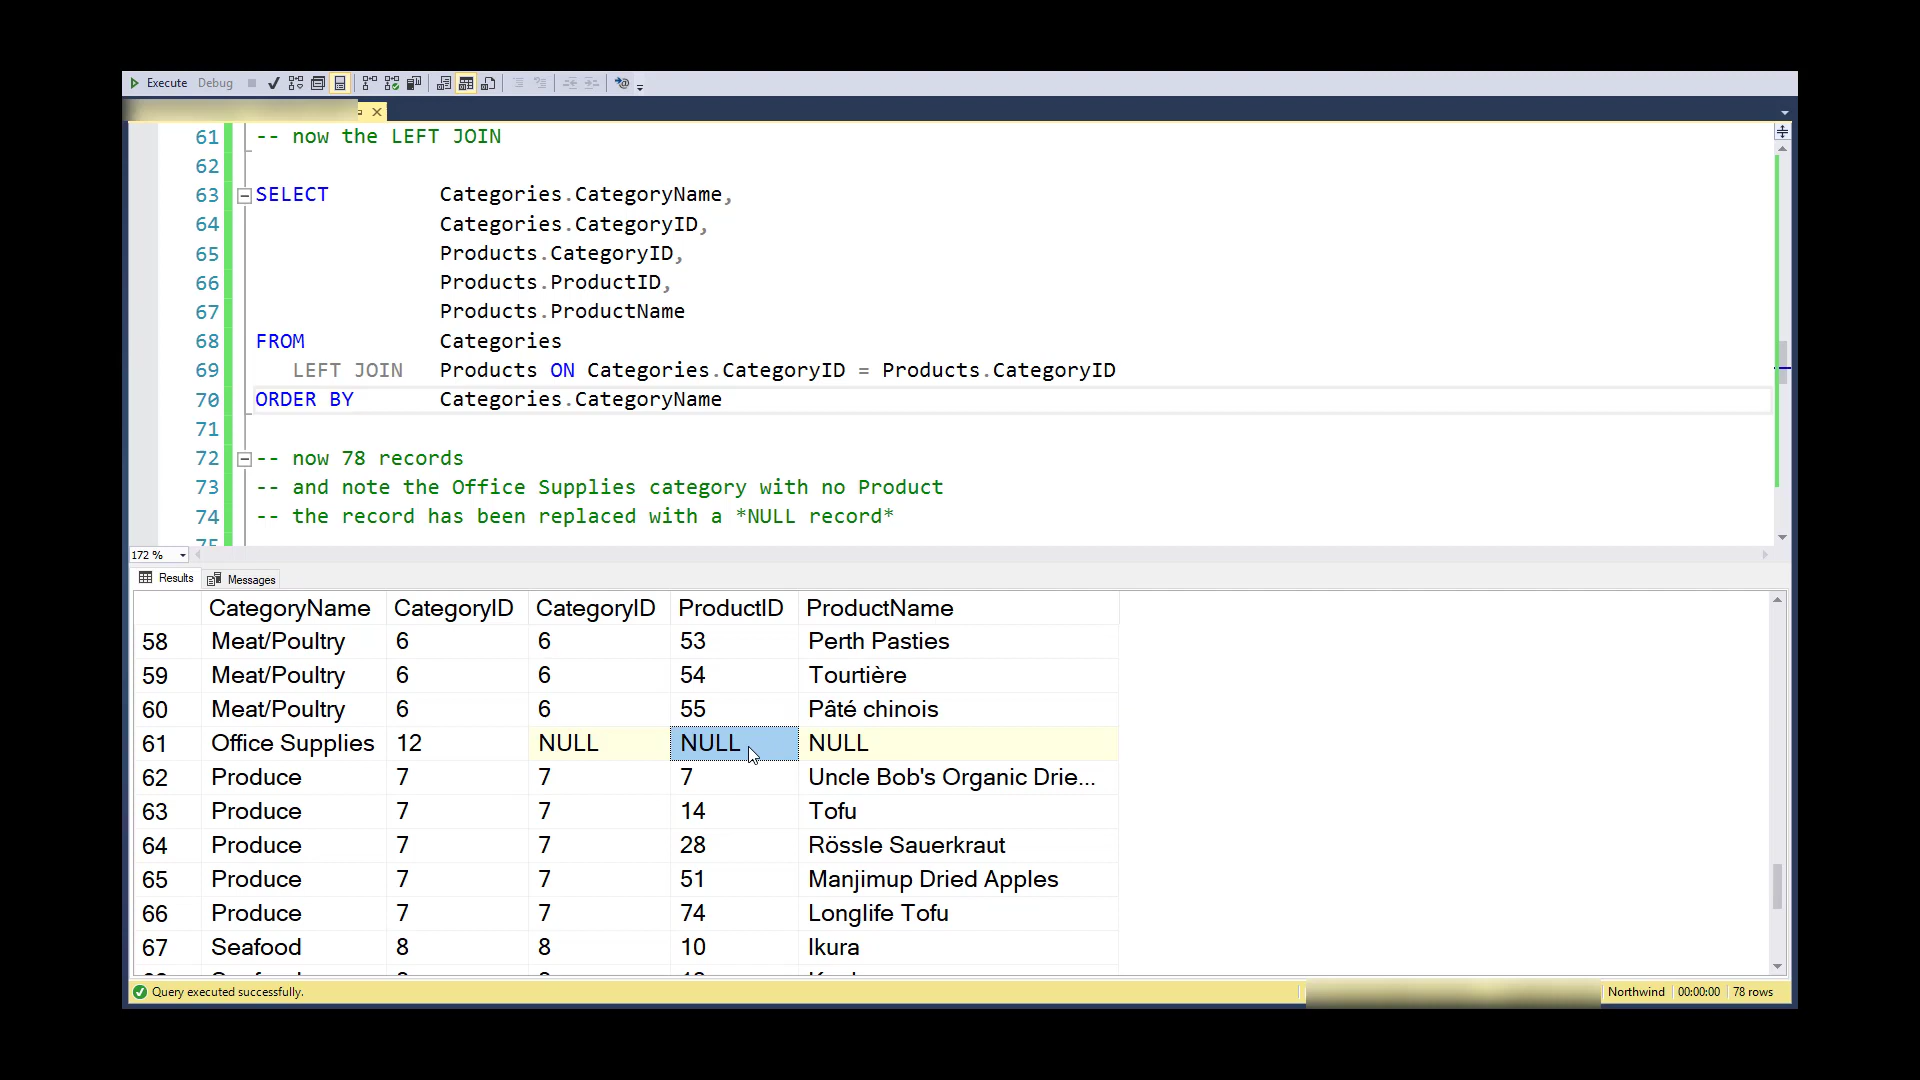 Execute Debug
61 -- now the LEFT JOIN
62
63 SELECT Categories.CategoryName,
64 Categories.CategoryID,
65 Products.CategoryID,
66 Products.ProductID,
67 Products.ProductName
68 FROM Categories
69 LEFT JOIN Products ON Categories.CategoryID = Products.CategoryID
70 ORDER BY Categories.CategoryName
71
72 -- now 78 records
73 -- and note the Office Supplies category with no Product
74 -- the record has been replaced with a *NULL record*
75
172 %
Results Messages
CategoryName CategoryID CategoryID ProductID ProductName
58 Meat/Poultry 6 6 53 Perth Pasties
59 Meat/Poultry 6 6 54 Tourtière
60 Meat/Poultry 6 6 55 Pâté chinois
61 Office Supplies 12 NULL NULL NULL
62 Produce 7 7 7 Uncle Bob's Organic Drie...
63 Produce 7 7 14 Tofu
64 Produce 7 7 28 Rössle Sauerkraut
65 Produce 7 7 51 Manjimup Dried Apples
66 Produce 7 7 74 Longlife Tofu
67 Seafood 8 8 10 Ikura
Query executed successfully. Northwind 00:00:00 78 rows